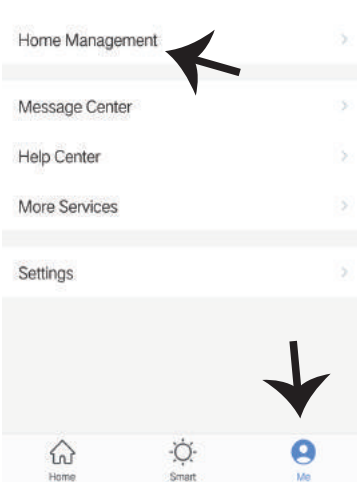 Home Management
Message Center
Help Center
More Services
Settings
Home Smart Me